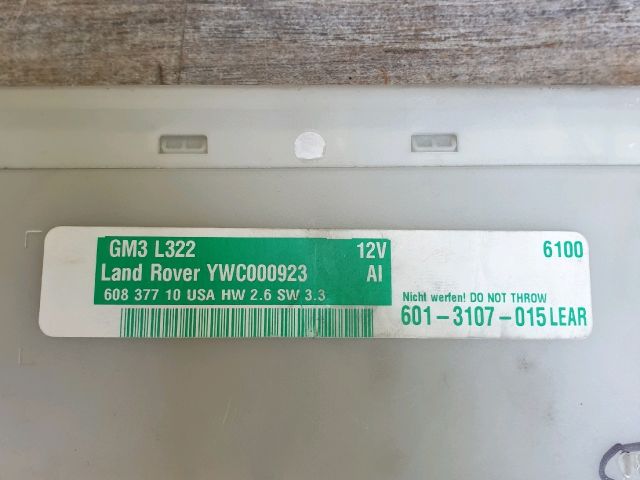 GM3 L322 12V
Land Rover YWC000923 AI
608 377 10 USA HW 2.6 SW 3.3
6100
Nicht werfen! DO NOT THROW
601-3107-015 LEAR